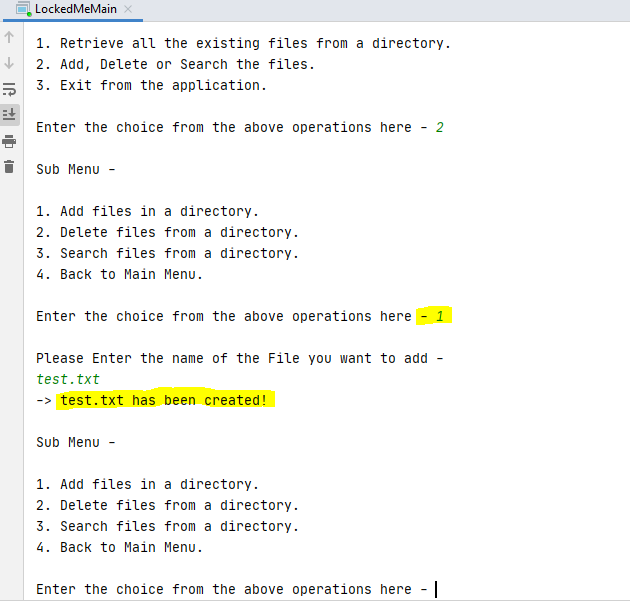 LockedMeMain
1. Retrieve all the existing files from a directory.
2. Add, Delete or Search the files.
3. Exit from the application.
Enter the choice from the above operations here - 2
Sub Menu -
1. Add files in a directory.
2. Delete files from a directory.
3. Search files from a directory.
4. Back to Main Menu.
Enter the choice from the above operations here - 1
Please Enter the name of the File you want to add -
test.txt
-> test.txt has been created!
Sub Menu -
1. Add files in a directory.
2. Delete files from a directory.
3. Search files from a directory.
4. Back to Main Menu.
Enter the choice from the above operations here -